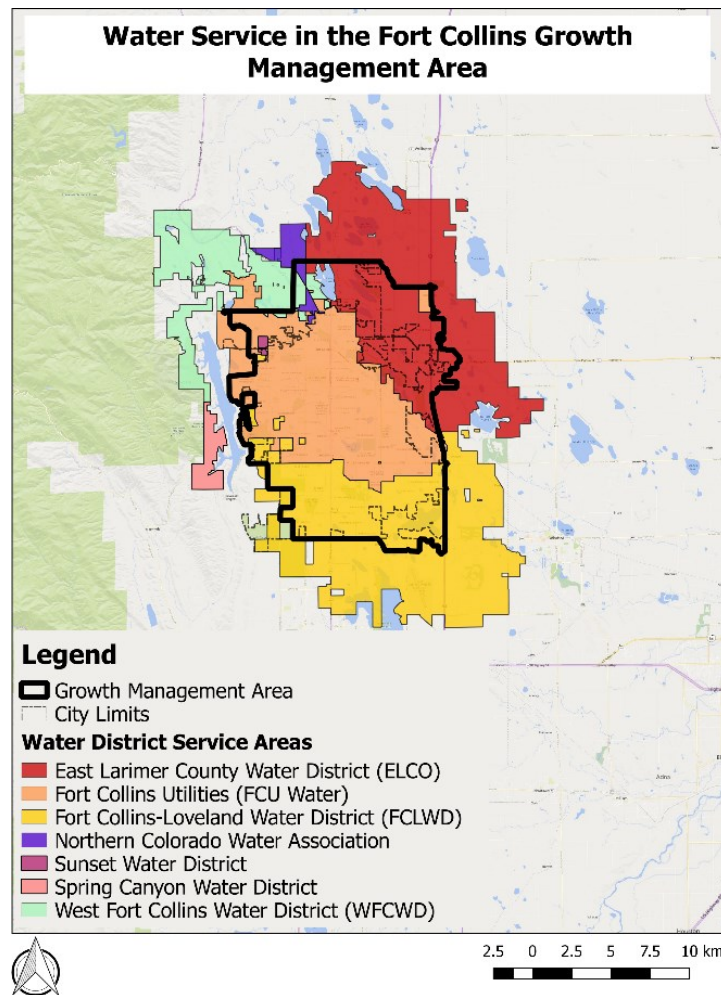 Water Service in the Fort Collins Growth
Management Area
Legend
Growth Management Area
City Limits
Water District Service Areas
East Larimer County Water District (ELCO)
Fort Collins Utilities (FCU Water)
Fort Collins-Loveland Water District (FCLWD)
Northern Colorado Water Association
Sunset Water District
Spring Canyon Water District
West Fort Collins Water District (WFCWD)
2.5 0 2.5 5 7.5 10 km